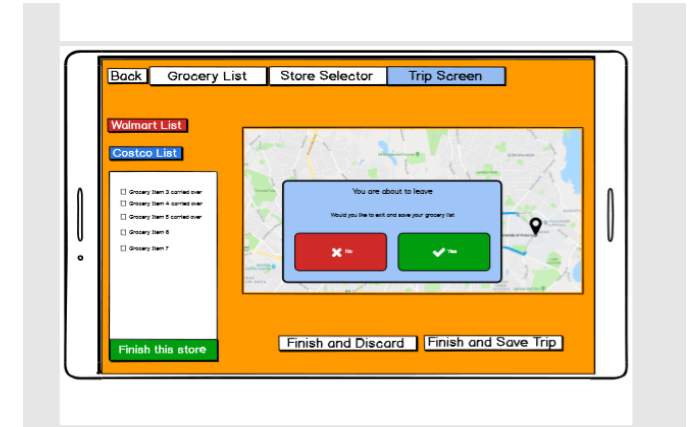 Back
Grocery List
Store Selector
Trip Screen
Walmart List
Costco List
Grocery Item 3 carried over
Grocery Item 4 carried over
Grocery Item 5 carried over
Grocery Item 6
Grocery Item 7
Finish this store
You are about to leave
Would you like to exit and save your grocery list
No
Yes
Finish and Discard
Finish and Save Trip